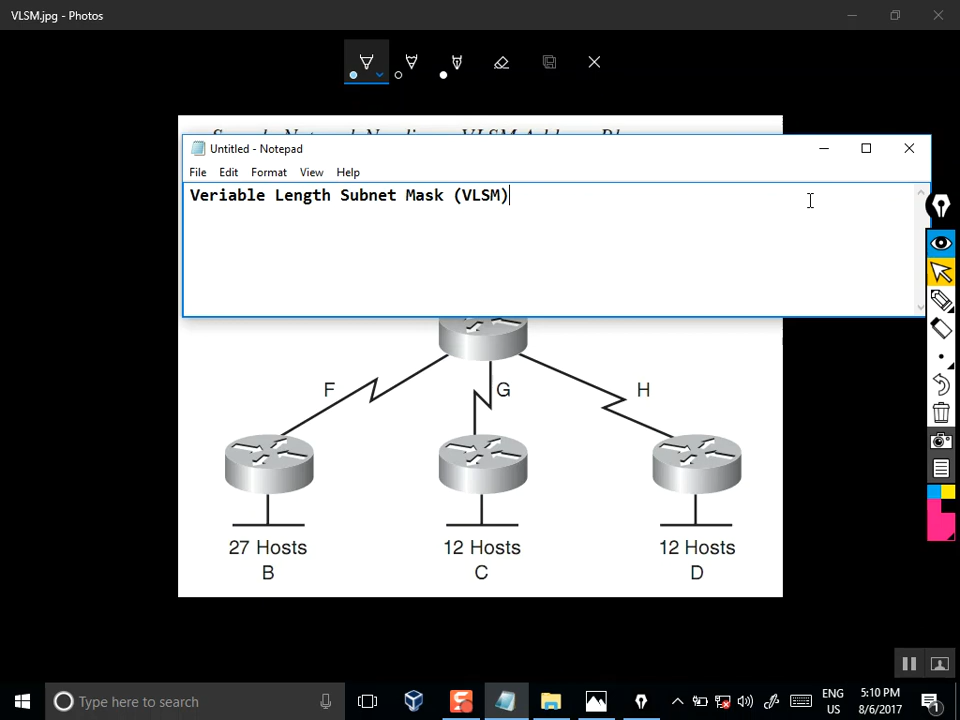 VLSM.jpg - Photos
Untitled - Notepad
File Edit Format View Help
Veriable Length Subnet Mask (VLSM)
F
G
H
27 Hosts
12 Hosts
12 Hosts
B
C
D
Type here to search
ENG
US
5:10 PM
8/6/2017
1